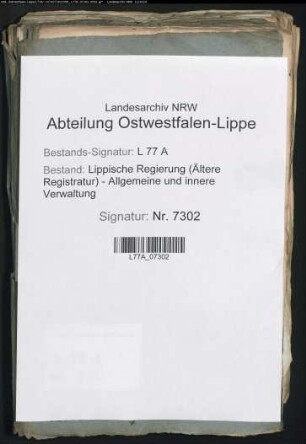 Landesarchiv NRW
Abteilung Ostwestfalen-Lippe
Bestands-Signatur: L 77 A
Bestand: Lippische Regierung (Ältere
Registratur) - Allgemeine und innere
Verwaltung
Signatur: Nr. 7302
L77A_07302